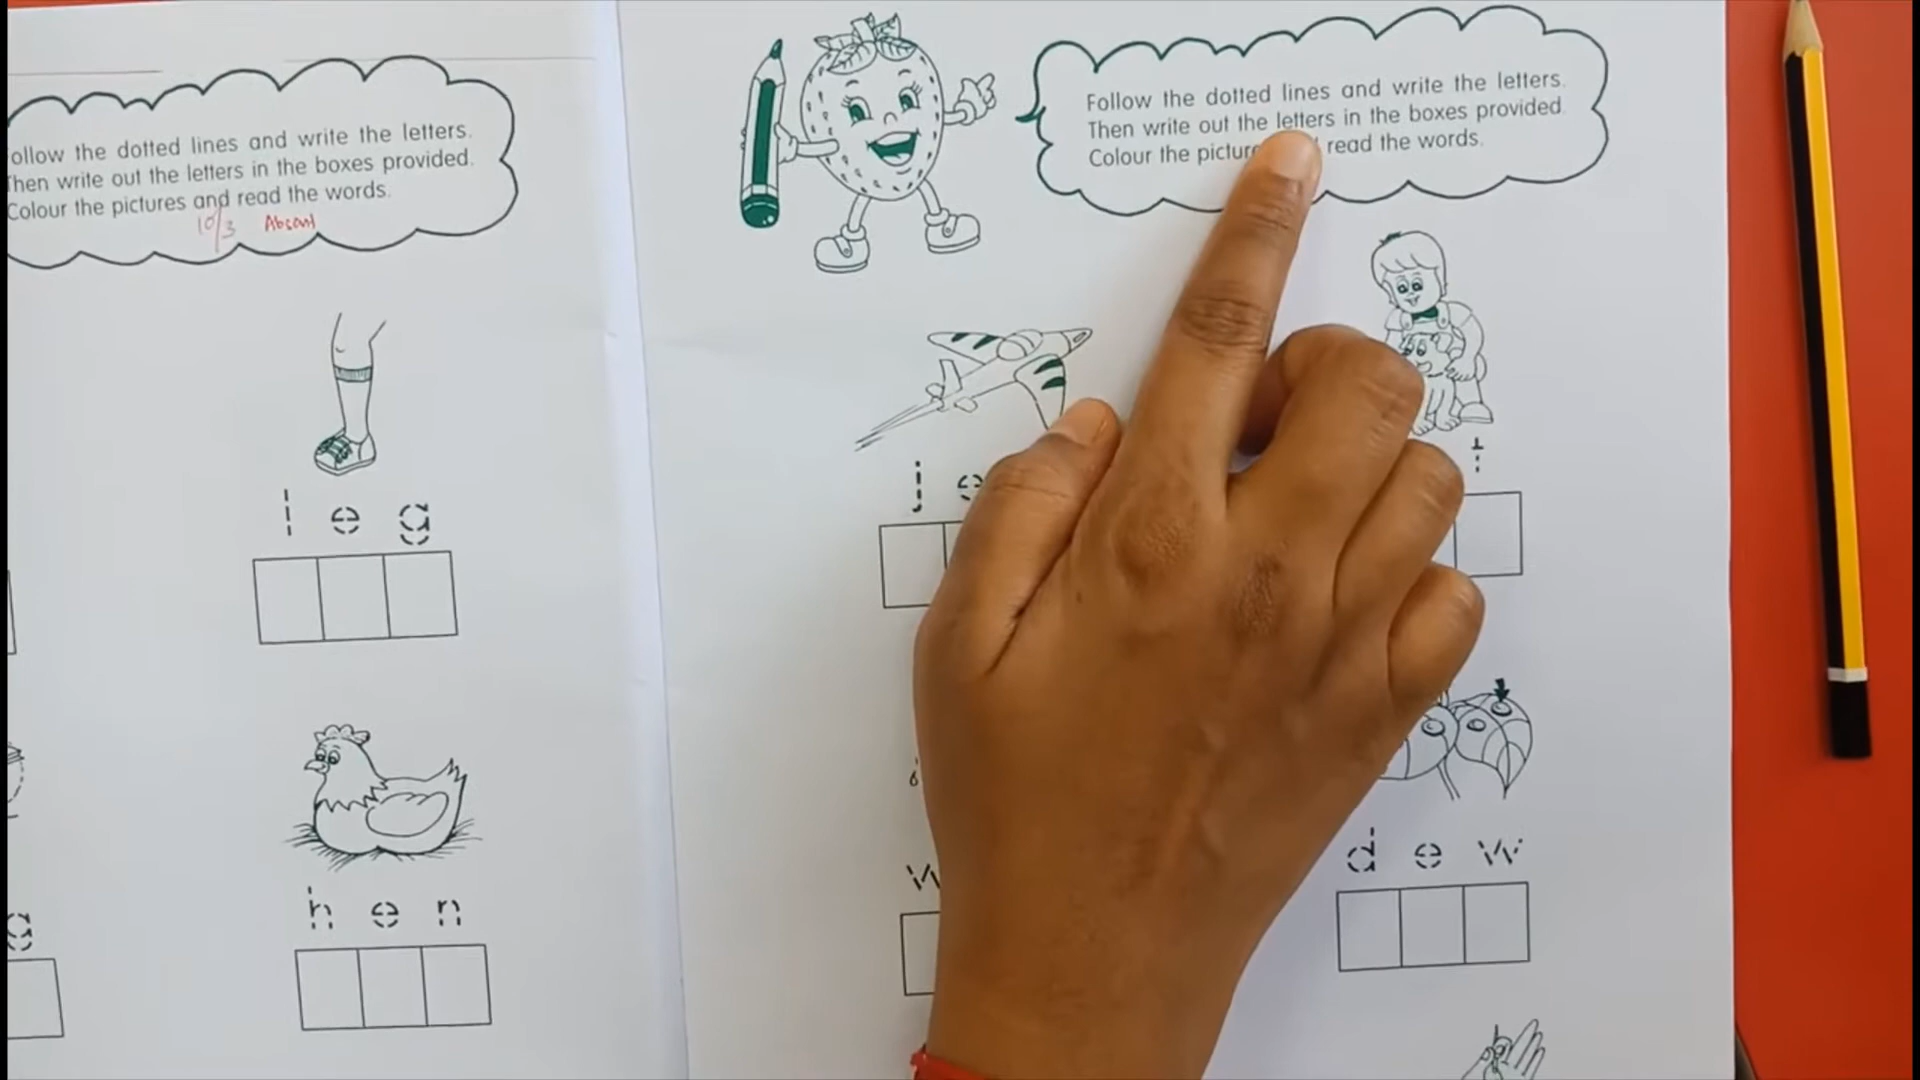 ollow the dotted lines and write the letters.
Then write out the letters in the boxes provided.
Colour the pictures and read the words.
10/3 Absent
l e g
h e n
g
Follow the dotted lines and write the letters.
Then write out the letters in the boxes provided.
Colour the read the words.
j e
t
w
d e w